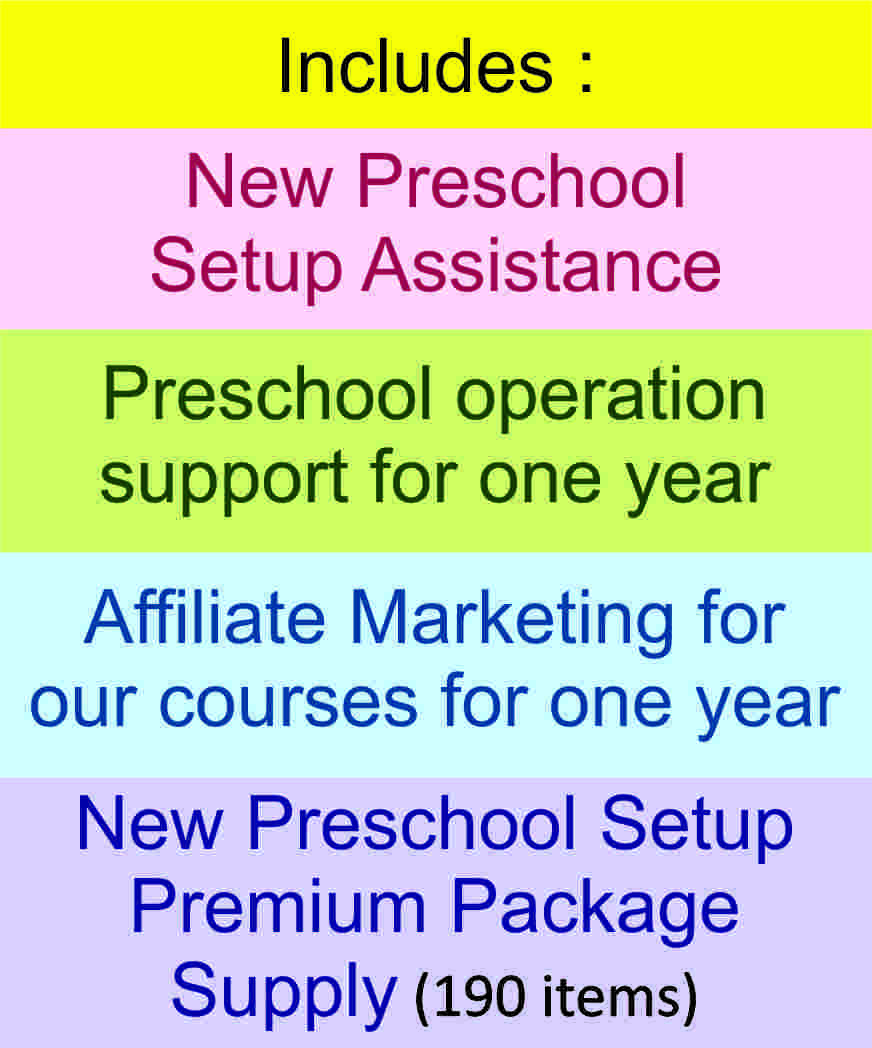 Includes :
New Preschool
Setup Assistance
Preschool operation
support for one year
Affiliate Marketing for
our courses for one year
New Preschool Setup
Premium Package
Supply (190 items)